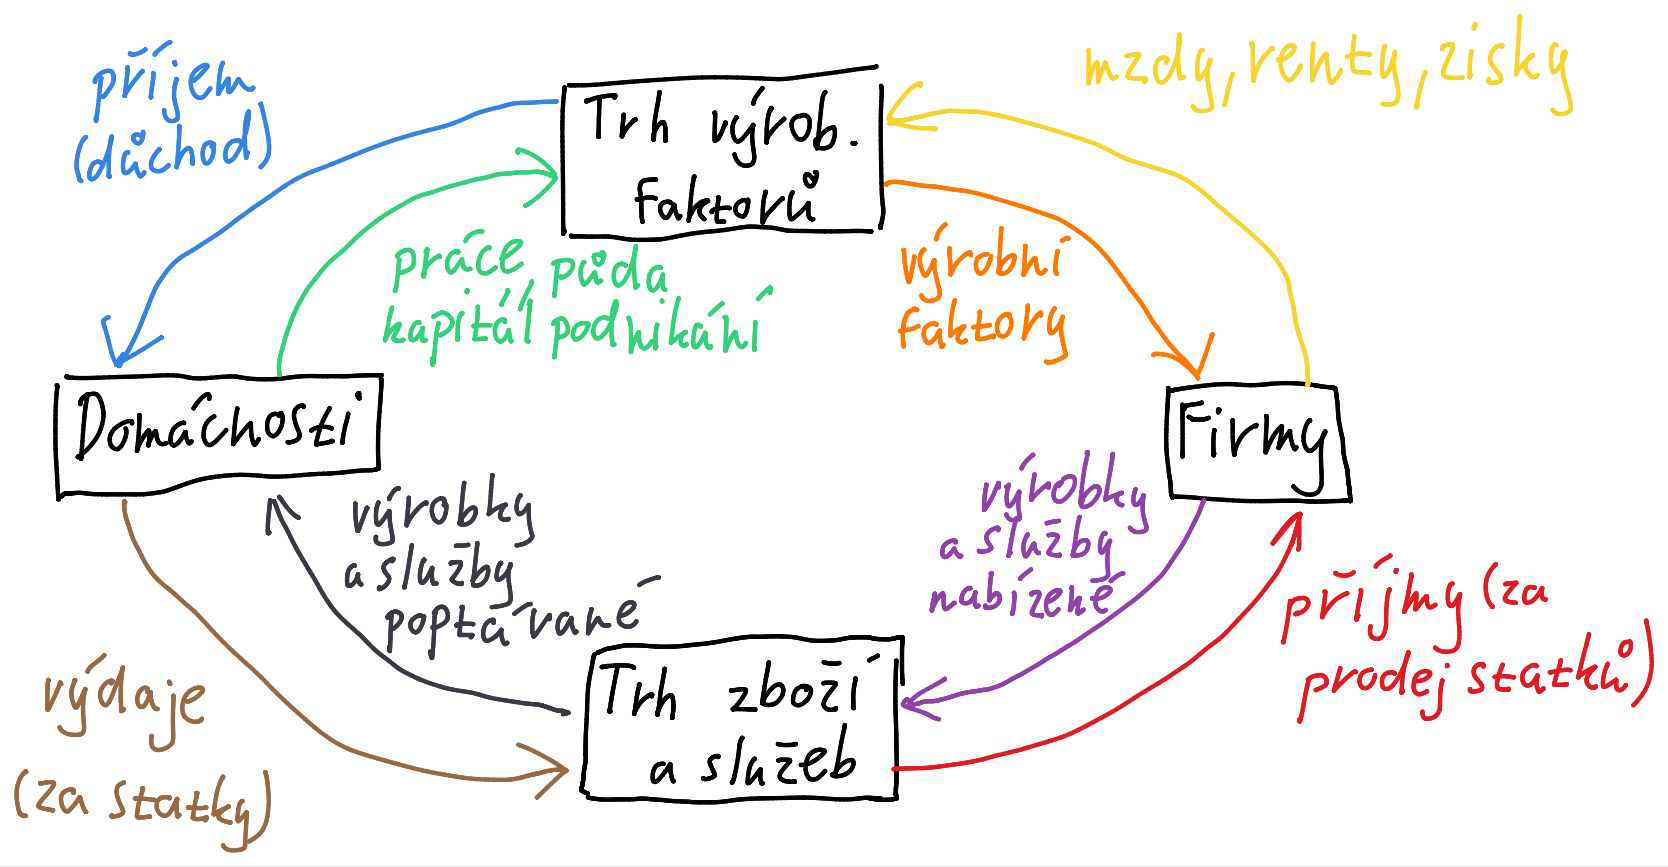 příjem
(důchod)
Trh výrob.
faktorů
mzdy, renty, zisky
práce, půda
kapitál podnikání
výrobní
faktory
Domácnosti
Firmy
výrobky
a služby
poptávané
výrobky
a služby
nabízené
výdaje
(za statky)
Trh zboží
a služeb
příjmy (za
prodej statků)